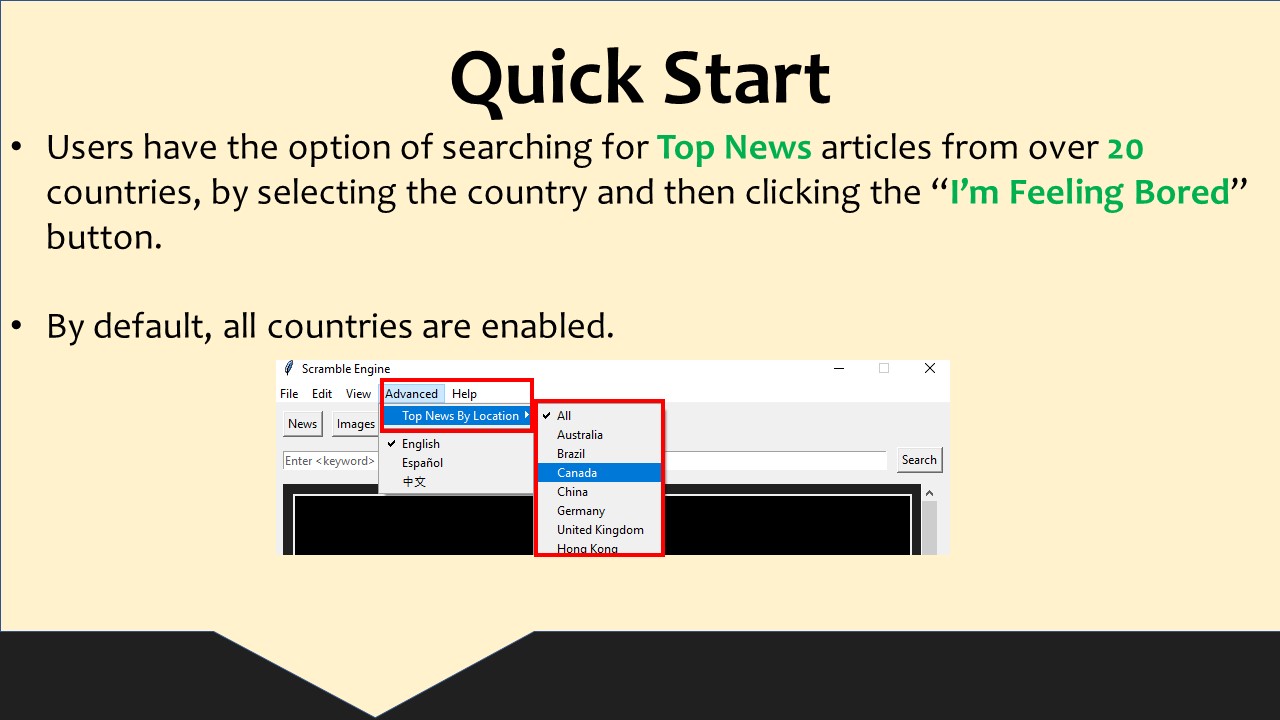 Quick Start
• Users have the option of searching for Top News articles from over 20
countries, by selecting the country and then clicking the “I’m Feeling Bored”
button.
• By default, all countries are enabled.
Scramble Engine
File Edit View Advanced Help
News Images Top News By Location
All
Australia
English
Brazil
Enter <keyword> Español Search
Canada
中文
China
Germany
United Kingdom
Hong Kong